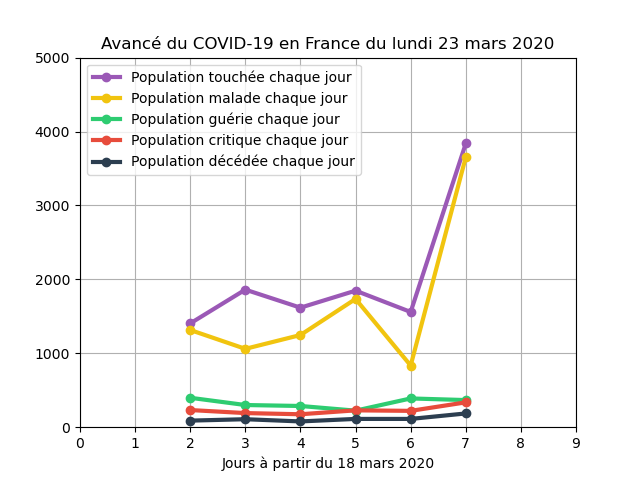 Avancé du COVID-19 en France du lundi 23 mars 2020
5000
4000
3000
2000
1000
0
Population touchée chaque jour
Population malade chaque jour
Population guérie chaque jour
Population critique chaque jour
Population décédée chaque jour
0 1 2 3 4 5 6 7 8 9
Jours à partir du 18 mars 2020